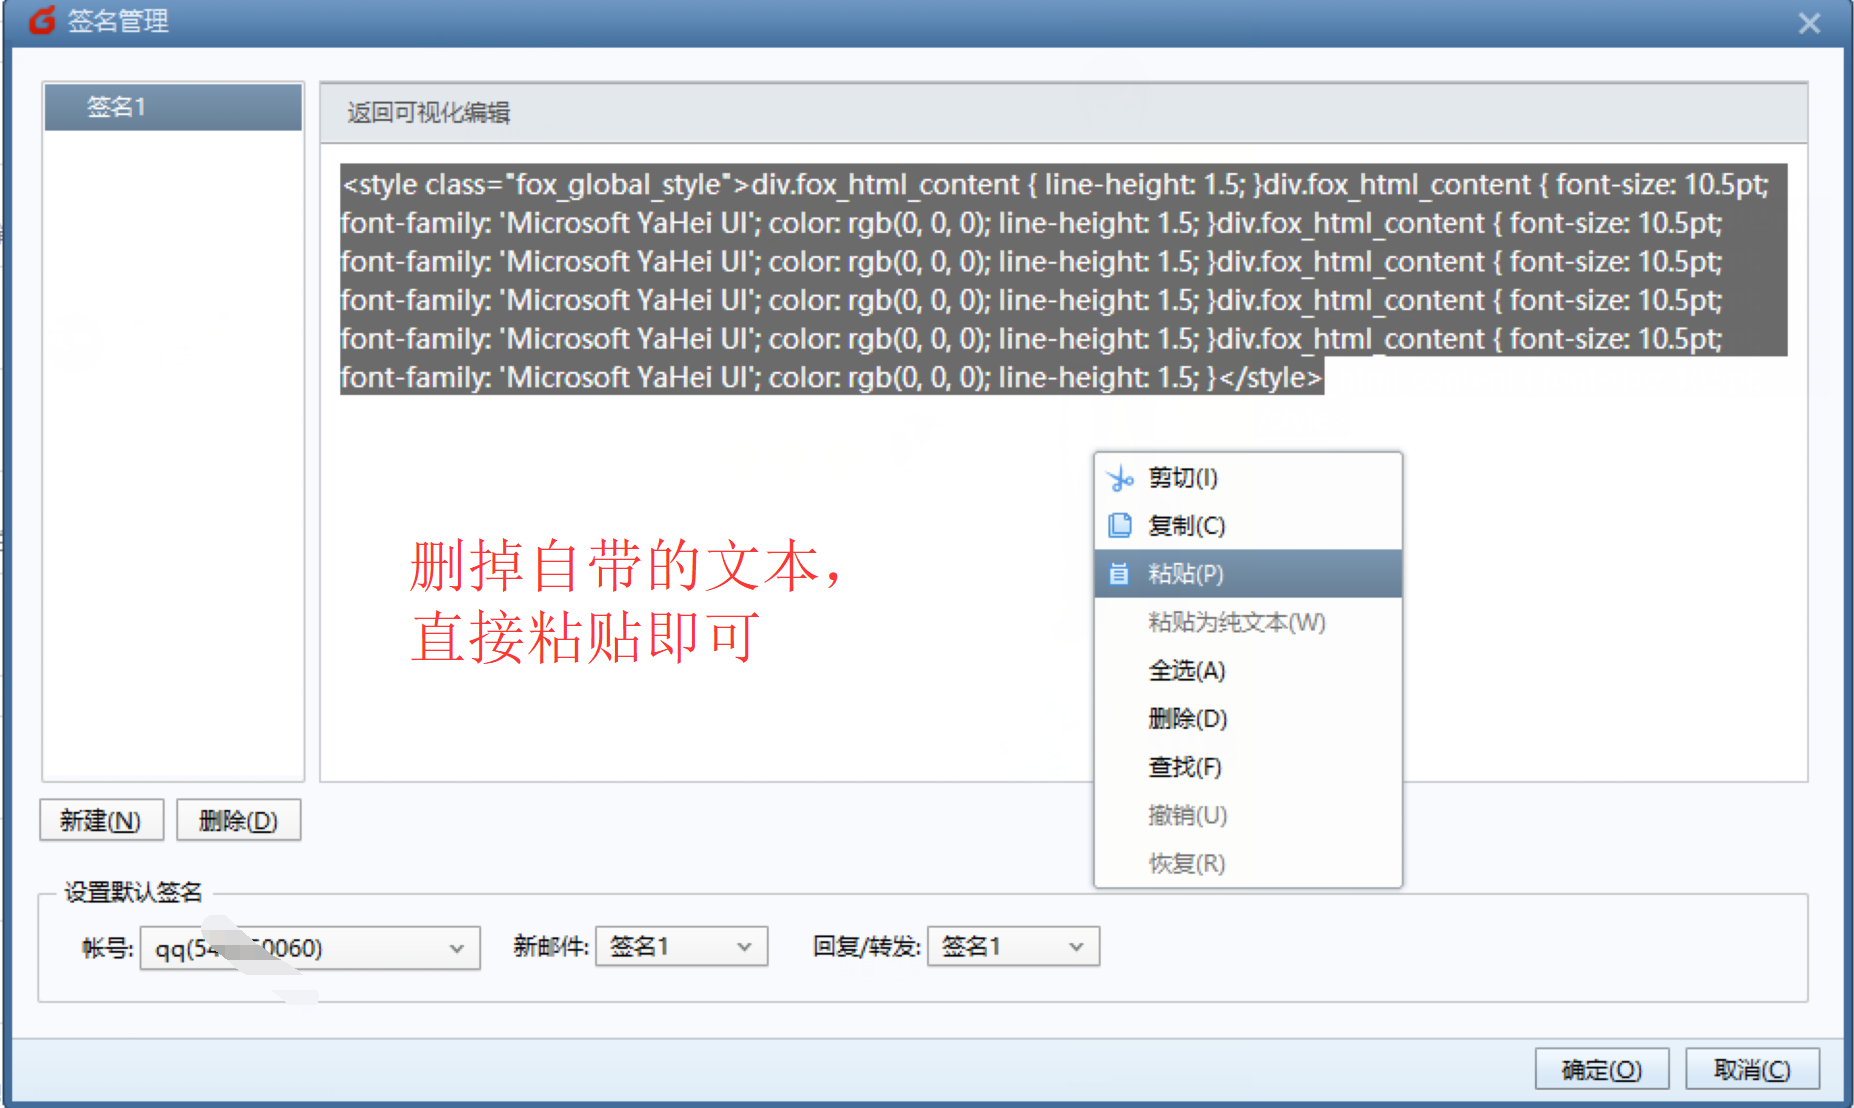 签名管理
签名1
返回可视化编辑
<style class="fox_global_style">div.fox_html_content { line-height: 1.5; }div.fox_html_content { font-size: 10.5pt;
font-family: 'Microsoft YaHei UI'; color: rgb(0, 0, 0); line-height: 1.5; }div.fox_html_content { font-size: 10.5pt;
font-family: 'Microsoft YaHei UI'; color: rgb(0, 0, 0); line-height: 1.5; }div.fox_html_content { font-size: 10.5pt;
font-family: 'Microsoft YaHei UI'; color: rgb(0, 0, 0); line-height: 1.5; }div.fox_html_content { font-size: 10.5pt;
font-family: 'Microsoft YaHei UI'; color: rgb(0, 0, 0); line-height: 1.5; }div.fox_html_content { font-size: 10.5pt;
font-family: 'Microsoft YaHei UI'; color: rgb(0, 0, 0); line-height: 1.5; }</style>
删掉自带的文本，
直接粘贴即可
剪切(I)
复制(C)
粘贴(P)
粘贴为纯文本(W)
全选(A)
删除(D)
查找(F)
撤销(U)
恢复(R)
新建(N) 删除(D)
设置默认签名
帐号: 新邮件: 签名1 回复/转发: 签名1
确定(O) 取消(C)